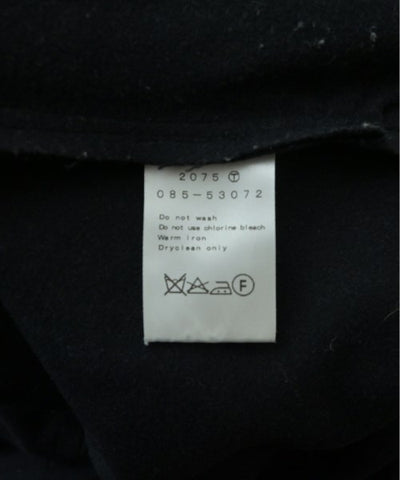 2075 Ⓣ
085-53072
Do not wash
Do not use chlorine bleach
Warm iron
Dryclean only
F